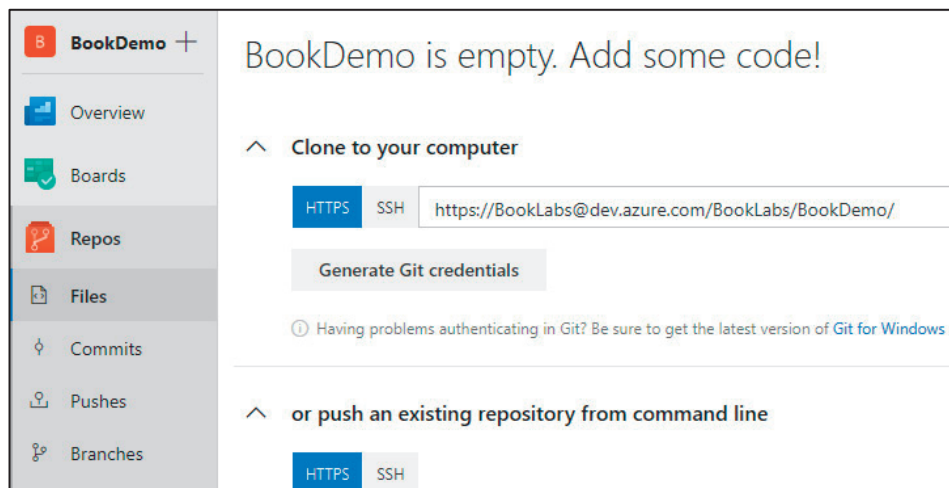 B BookDemo +
Overview
Boards
Repos
Files
Commits
Pushes
Branches
BookDemo is empty. Add some code!
Clone to your computer
HTTPS SSH https://BookLabs@dev.azure.com/BookLabs/BookDemo/
Generate Git credentials
Having problems authenticating in Git? Be sure to get the latest version of Git for Windows
or push an existing repository from command line
HTTPS SSH